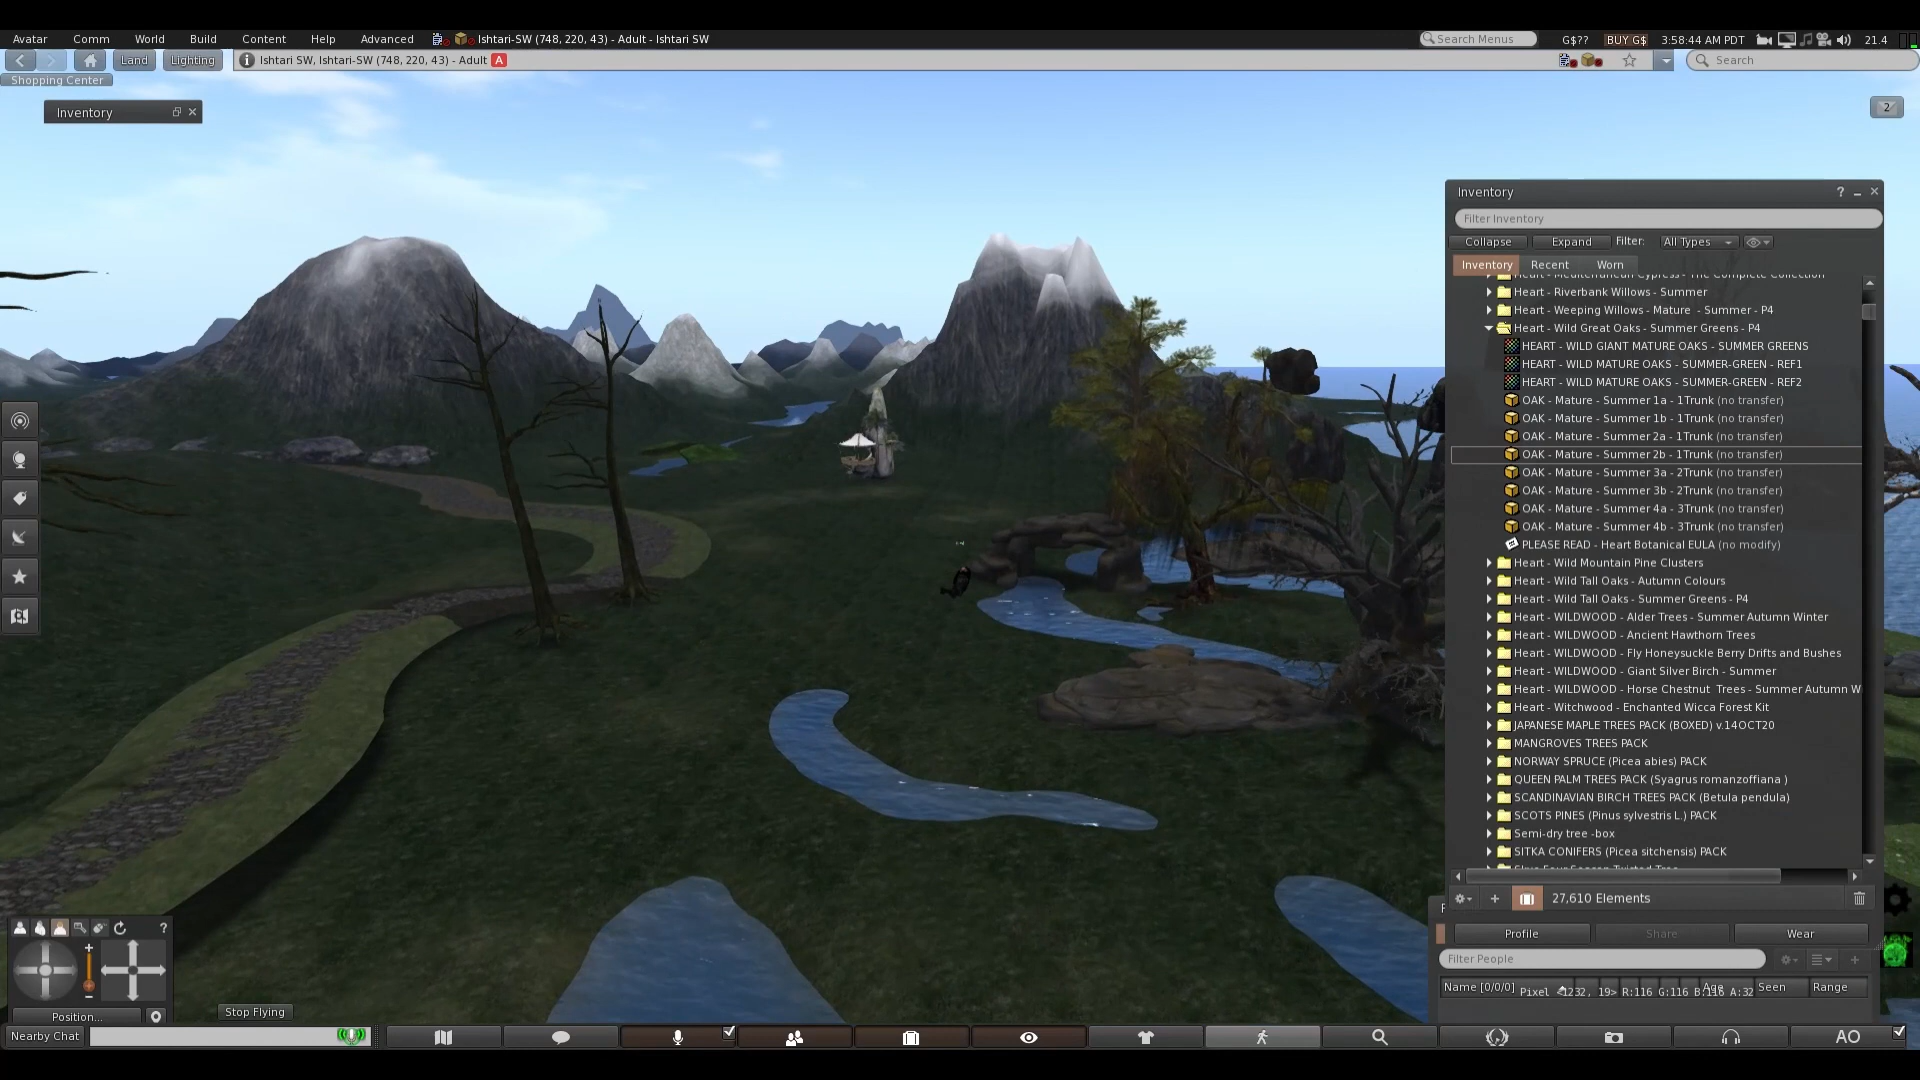 Avatar Comm World Build Content Help Advanced Ishtari-SW (748, 220, 43) - Adult - Ishtari SW Search Menus G$?? BUY G$ 3:58:44 AM PDT 21.4
Land Lighting Ishtari SW, Ishtari-SW (748, 220, 43) - Adult A Search
Shopping Center
Inventory
2
Inventory ?
Filter Inventory
Collapse Expand Filter: All Types
Inventory Recent Worn
Heart - Mediterranean Cypress - The Complete Collection
Heart - Riverbank Willows - Summer
Heart - Weeping Willows - Mature - Summer - P4
Heart - Wild Great Oaks - Summer Greens - P4
HEART - WILD GIANT MATURE OAKS - SUMMER GREENS
HEART - WILD MATURE OAKS - SUMMER-GREEN - REF1
HEART - WILD MATURE OAKS - SUMMER-GREEN - REF2
OAK - Mature - Summer 1a - 1Trunk (no transfer)
OAK - Mature - Summer 1b - 1Trunk (no transfer)
OAK - Mature - Summer 2a - 1Trunk (no transfer)
OAK - Mature - Summer 2b - 1Trunk (no transfer)
OAK - Mature - Summer 3a - 2Trunk (no transfer)
OAK - Mature - Summer 3b - 2Trunk (no transfer)
OAK - Mature - Summer 4a - 3Trunk (no transfer)
OAK - Mature - Summer 4b - 3Trunk (no transfer)
PLEASE READ - Heart Botanical EULA (no modify)
Heart - Wild Mountain Pine Clusters
Heart - Wild Tall Oaks - Autumn Colours
Heart - Wild Tall Oaks - Summer Greens - P4
Heart - WILDWOOD - Alder Trees - Summer Autumn Winter
Heart - WILDWOOD - Ancient Hawthorn Trees
Heart - WILDWOOD - Fly Honeysuckle Berry Drifts and Bushes
Heart - WILDWOOD - Giant Silver Birch - Summer
Heart - WILDWOOD - Horse Chestnut Trees - Summer Autumn W
Heart - Witchwood - Enchanted Wicca Forest Kit
JAPANESE MAPLE TREES PACK (BOXED) v.14OCT20
MANGROVES TREES PACK
NORWAY SPRUCE (Picea abies) PACK
QUEEN PALM TREES PACK (Syagrus romanzoffiana )
SCANDINAVIAN BIRCH TREES PACK (Betula pendula)
SCOTS PINES (Pinus sylvestris L.) PACK
Semi-dry tree -box
SITKA CONIFERS (Picea sitchensis) PACK
27,610 Elements
Profile Share Wear
Filter People
Name [0/0/0] Age Seen Range
Pixel <1232, 19> R:116 G:116 B:116 A:32
?
Position...
Stop Flying
Nearby Chat AO